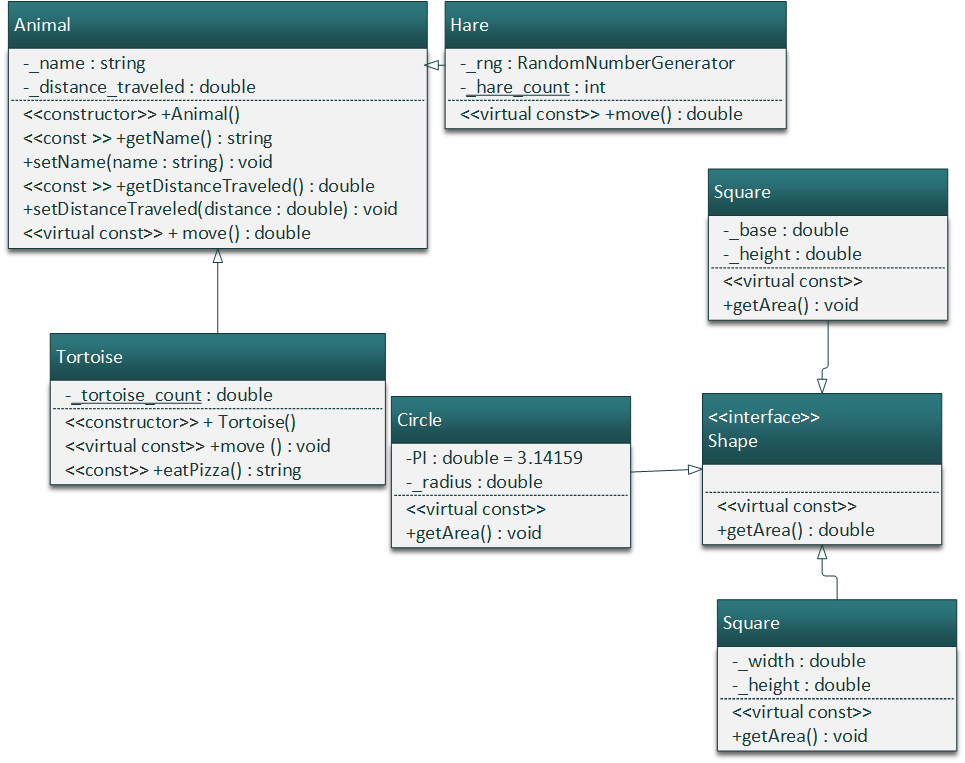 Animal
-_name : string
-_distance_traveled : double
<<constructor>> +Animal()
<<const >> +getName() : string
+setName(name : string) : void
<<const >> +getDistanceTraveled() : double
+setDistanceTraveled(distance : double) : void
<<virtual const>> + move() : double
Hare
-_rng : RandomNumberGenerator
-_hare_count : int
<<virtual const>> +move() : double
Square
-_base : double
-_height : double
<<virtual const>>
+getArea() : void
Tortoise
-_tortoise_count : double
<<constructor>> + Tortoise()
<<virtual const>> +move () : void
<<const>> +eatPizza() : string
Circle
-PI : double = 3.14159
-_radius : double
<<virtual const>>
+getArea() : void
<<interface>>
Shape
<<virtual const>>
+getArea() : double
Square
-_width : double
-_height : double
<<virtual const>>
+getArea() : void